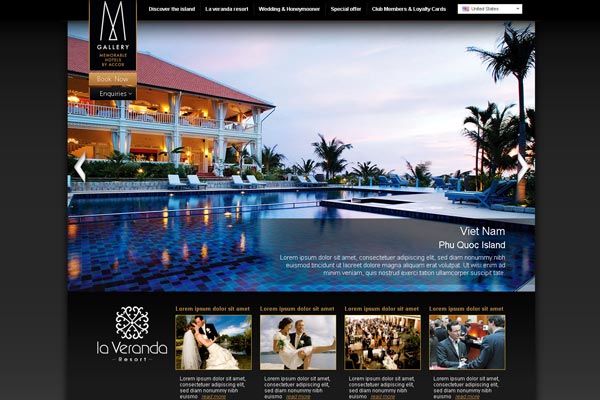 M
GALLERY
MEMORABLE
HOTELS
BY ACCOR
Book Now
Enquiries
Discover the island
La veranda resort
Wedding & Honeymooner
Special offer
Club Members & Loyalty Cards
United States
Viet Nam
Phu Quoc Island
Lorem ipsum dolor sit amet, consectetuer adipiscing elit, sed diam nonummy nibh
euismod tincidunt ut laoreet dolore magna aliquam erat volutpat. Ut wisi enim ad
minim veniam, quis nostrud exerci tation ullamcorper suscipit tate.
la Veranda
Resort
Lorem ipsum dolor sit amet
Lorem ipsum dolor sit amet,
consectetuer adipiscing elit,
sed diam nonummy nibh
euismo read more
Lorem ipsum dolor sit amet
Lorem ipsum dolor sit amet,
consectetuer adipiscing elit,
sed diam nonummy nibh
euismo read more
Lorem ipsum dolor sit amet
Lorem ipsum dolor sit amet,
consectetuer adipiscing elit,
sed diam nonummy nibh
euismo read more
Lorem ipsum dolor sit amet
Lorem ipsum dolor sit amet,
consectetuer adipiscing elit,
sed diam nonummy nibh
euismo read more